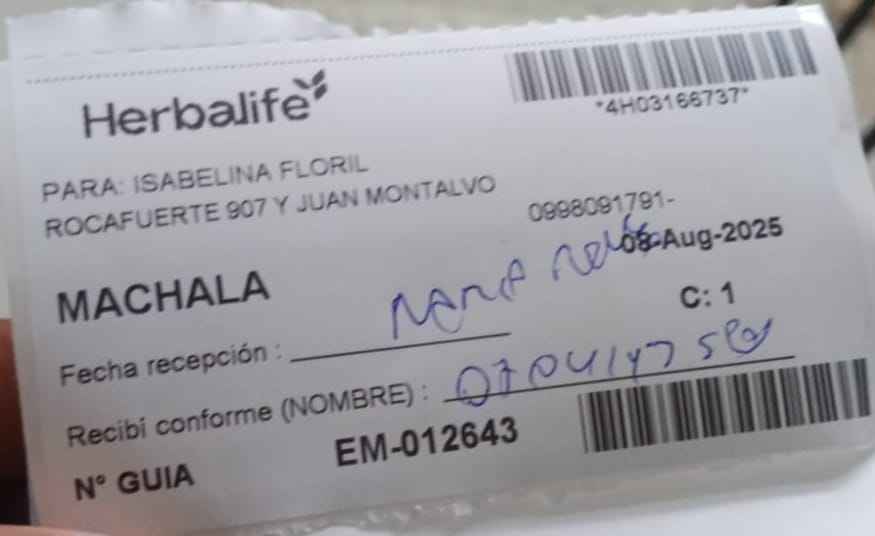 Herbalife
*4H03166737*
PARA: ISABELINA FLORIL
ROCAFUERTE 907 Y JUAN MONTALVO
0998091791-
-Aug-2025
MACHALA
C: 1
Fecha recepción :
Recibí conforme (NOMBRE) :
Nº GUIA
EM-012643